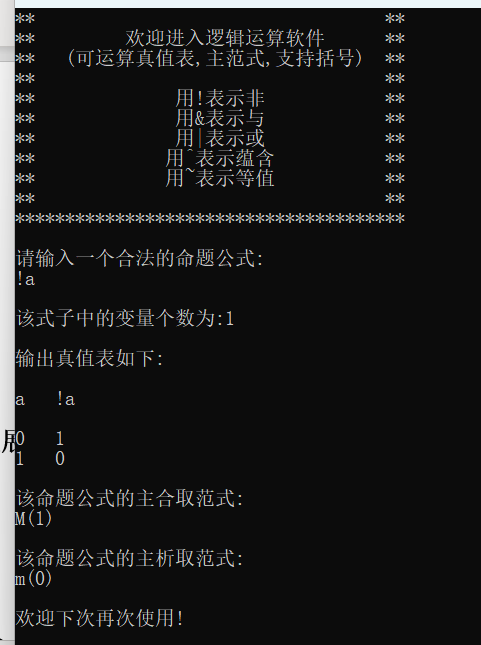 **                                   **
**         欢迎进入逻辑运算软件      **
**   (可运算真值表,主范式,支持括号)  **
**                                   **
**              用!表示非            **
**              用&表示与            **
**              用|表示或            **
**             用^表示蕴含           **
**             用~表示等值           **
**                                   **
***************************************
请输入一个合法的命题公式:
!a
该式子中的变量个数为:1
输出真值表如下:
a   !a
0   1
1   0
该命题公式的主合取范式:
M(1)
该命题公式的主析取范式:
m(0)
欢迎下次再次使用!